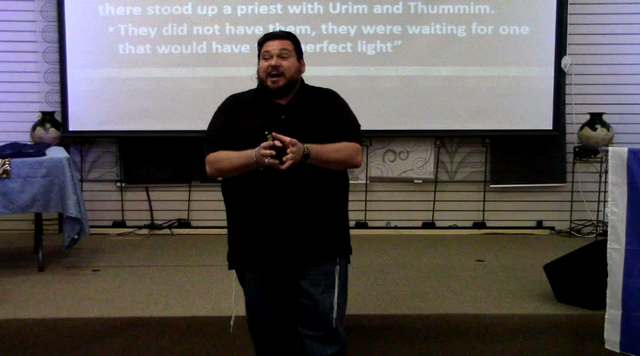 there stood up a priest with Urim and Thummim.
• They did not have them, they were waiting for one
that would have perfect light”